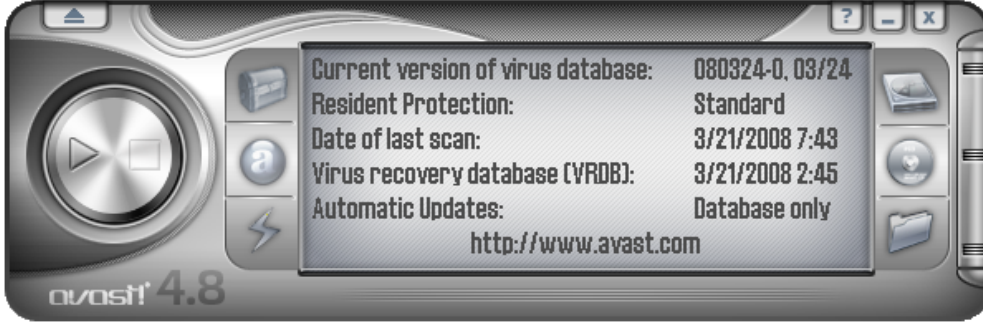 ?
X
Current version of virus database: 080324-0, 03/24
Resident Protection: Standard
Date of last scan: 3/21/2008 7:43
Virus recovery database (VRDB): 3/21/2008 2:45
Automatic Updates: Database only
http://www.avast.com
a
avast! 4.8